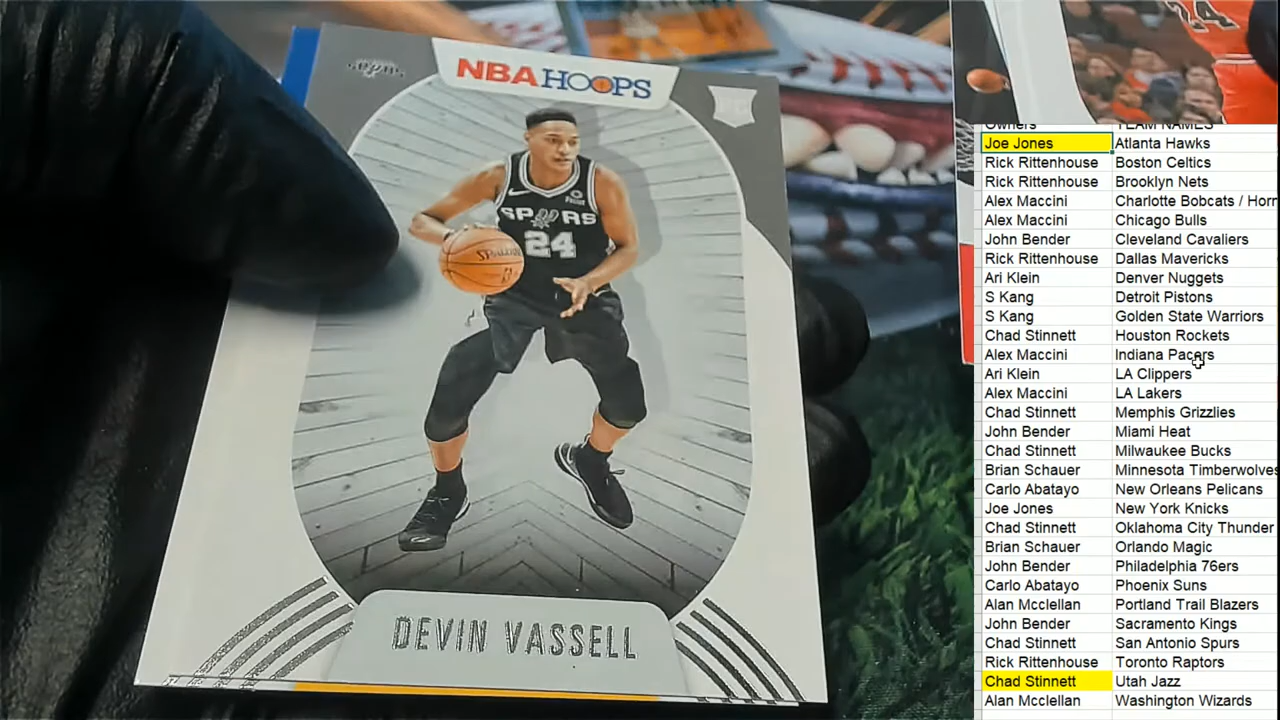 NBA HOOPS
RC
SPURS
24
SPALDING
DEVIN VASSELL
Owners TEAM NAMES
Joe Jones Atlanta Hawks
Rick Rittenhouse Boston Celtics
Rick Rittenhouse Brooklyn Nets
Alex Maccini Charlotte Bobcats / Horr
Alex Maccini Chicago Bulls
John Bender Cleveland Cavaliers
Rick Rittenhouse Dallas Mavericks
Ari Klein Denver Nuggets
S Kang Detroit Pistons
S Kang Golden State Warriors
Chad Stinnett Houston Rockets
Alex Maccini Indiana Pacers
Ari Klein LA Clippers
Alex Maccini LA Lakers
Chad Stinnett Memphis Grizzlies
John Bender Miami Heat
Chad Stinnett Milwaukee Bucks
Brian Schauer Minnesota Timberwolves
Carlo Abatayo New Orleans Pelicans
Joe Jones New York Knicks
Chad Stinnett Oklahoma City Thunder
Brian Schauer Orlando Magic
John Bender Philadelphia 76ers
Carlo Abatayo Phoenix Suns
Alan Mcclellan Portland Trail Blazers
John Bender Sacramento Kings
Chad Stinnett San Antonio Spurs
Rick Rittenhouse Toronto Raptors
Chad Stinnett Utah Jazz
Alan Mcclellan Washington Wizards